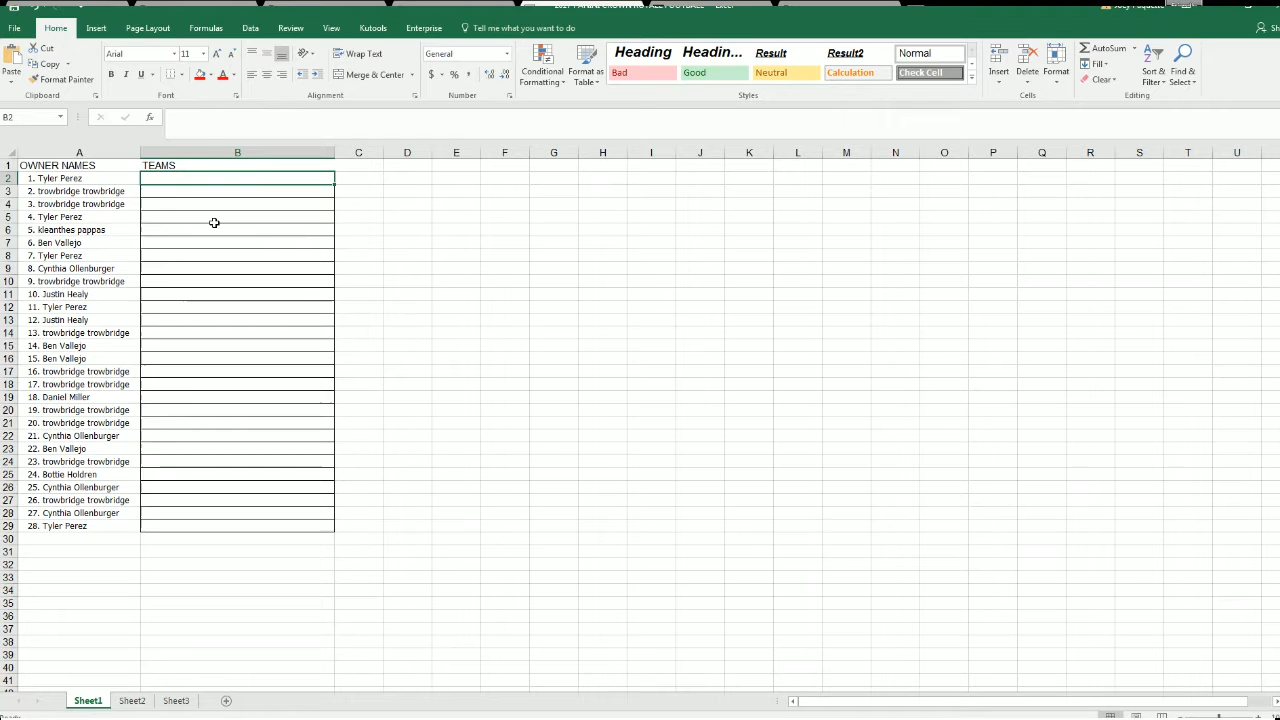 File Home Insert Page Layout Formulas Data Review View Kutools Enterprise Tell me what you want to do
Cut
Copy
Format Painter
Paste
Clipboard
Arial 11
B I U
Font
Wrap Text
Merge & Center
Alignment
General
$ % ,
Number
Conditional Formatting
Format as Table
Heading Headin... Result Result2 Normal
Bad Good Neutral Calculation Check Cell
Styles
Insert Delete Format
Cells
AutoSum
Fill
Clear
Sort & Filter
Find & Select
Editing
B2 fx
A B C D E F G H I J K L M N O P Q R S T U
1 OWNER NAMES TEAMS
2 1. Tyler Perez
3 2. trowbridge trowbridge
4 3. trowbridge trowbridge
5 4. Tyler Perez
6 5. kleanthes pappas
7 6. Ben Vallejo
8 7. Tyler Perez
9 8. Cynthia Ollenburger
10 9. trowbridge trowbridge
11 10. Justin Healy
12 11. Tyler Perez
13 12. Justin Healy
14 13. trowbridge trowbridge
15 14. Ben Vallejo
16 15. Ben Vallejo
17 16. trowbridge trowbridge
18 17. trowbridge trowbridge
19 18. Daniel Miller
20 19. trowbridge trowbridge
21 20. trowbridge trowbridge
22 21. Cynthia Ollenburger
23 22. Ben Vallejo
24 23. trowbridge trowbridge
25 24. Bottie Holdren
26 25. Cynthia Ollenburger
27 26. trowbridge trowbridge
28 27. Cynthia Ollenburger
29 28. Tyler Perez
30
31
32
33
34
35
36
37
38
39
40
41
Sheet1 Sheet2 Sheet3